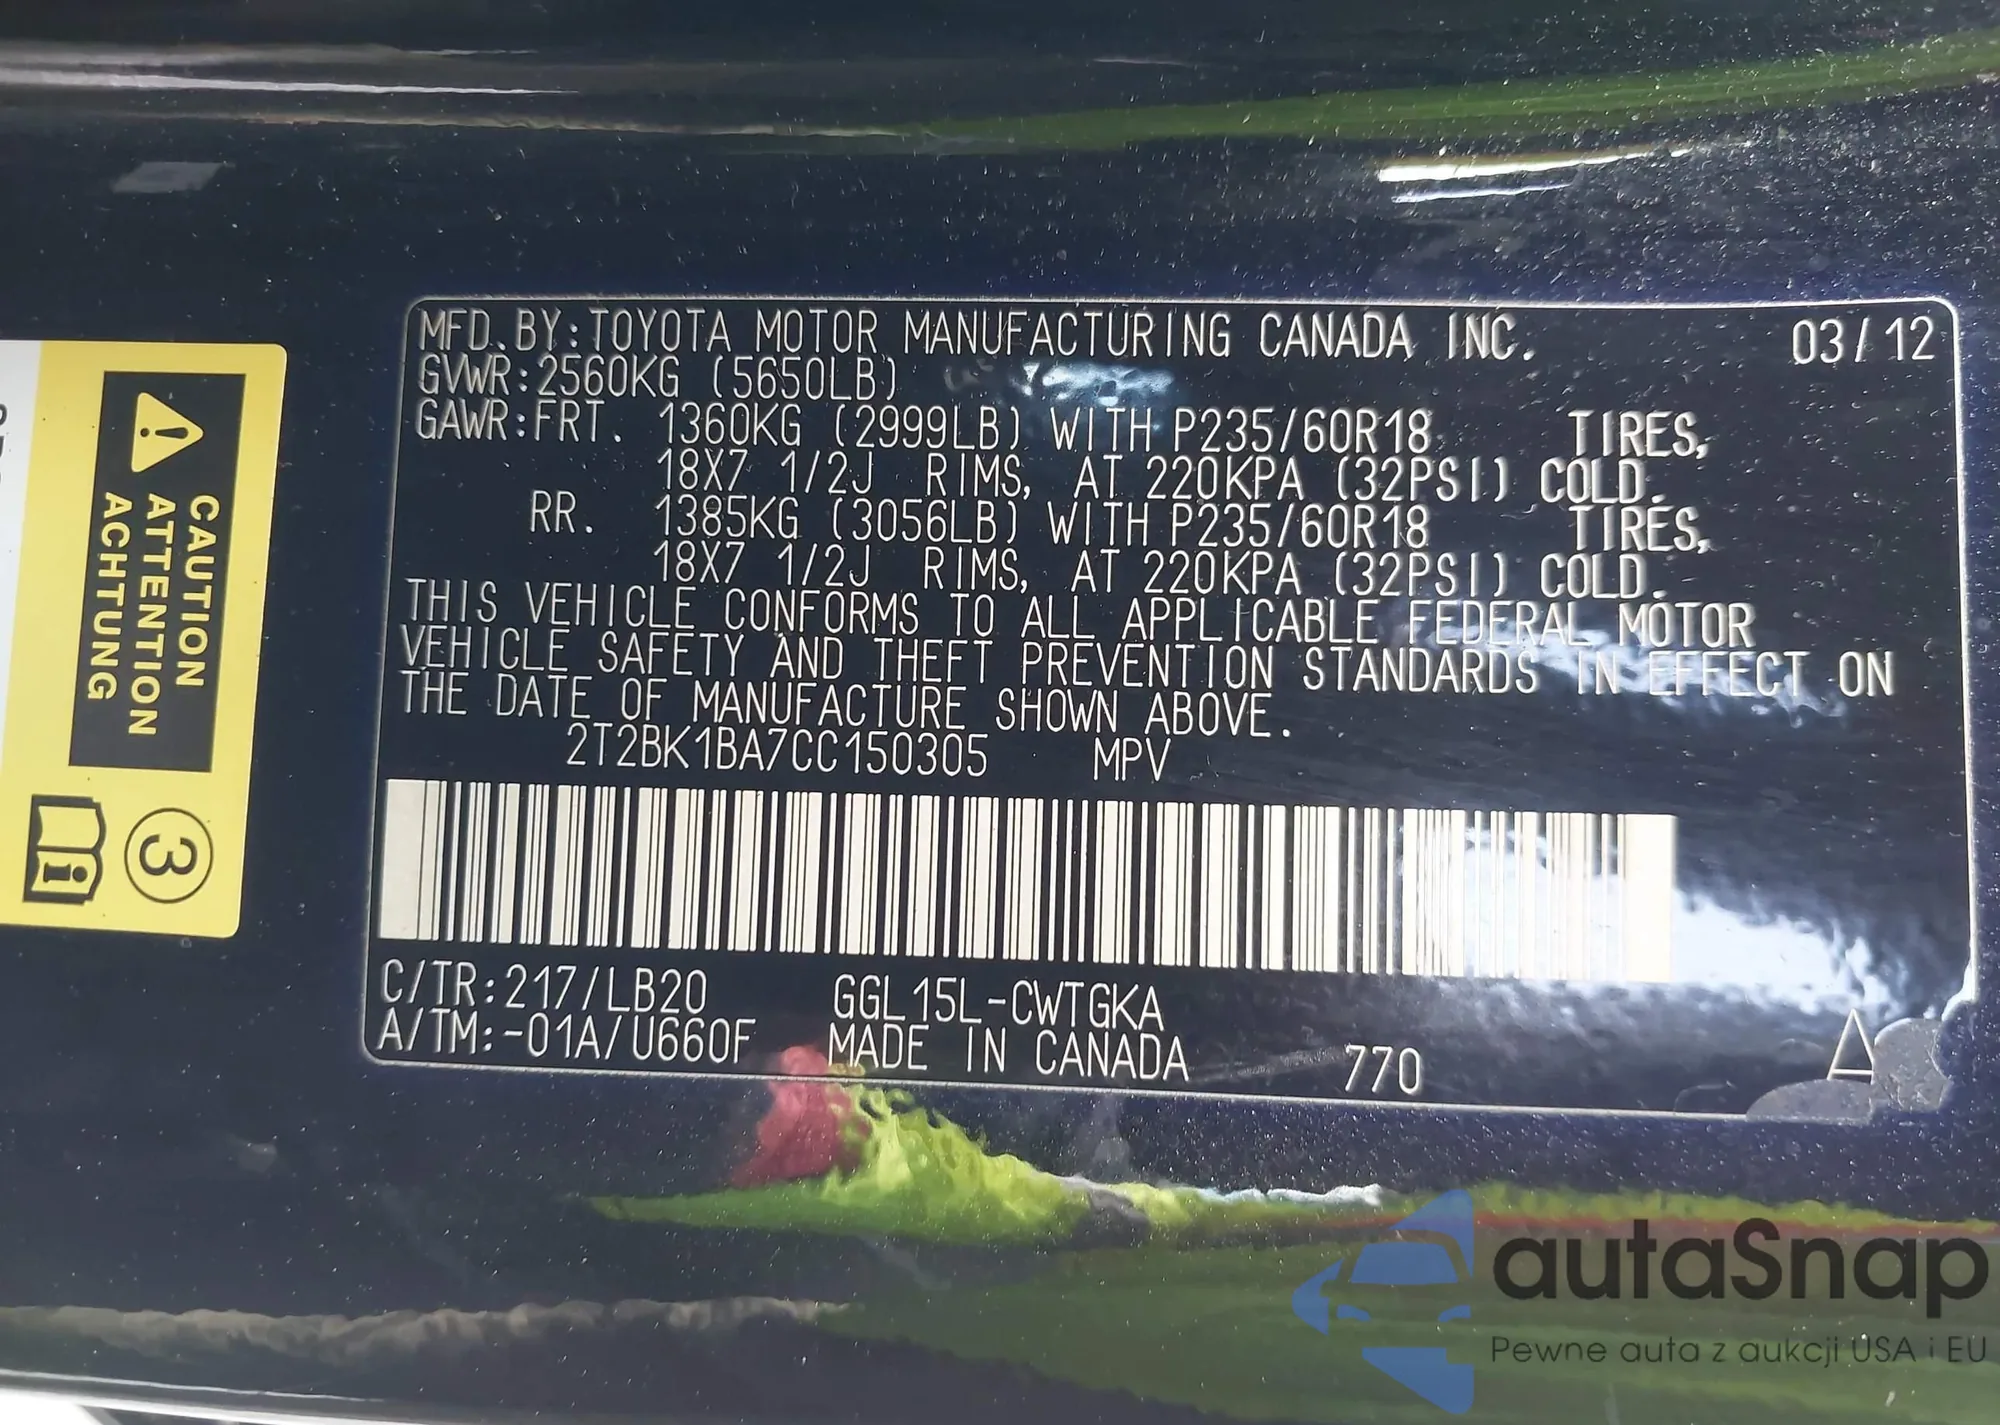 MFD. BY: TOYOTA MOTOR MANUFACTURING CANADA INC. 03/12
GVWR: 2560KG (5650LB)
GAWR: FRT. 1360KG (2999LB) WITH P235/60R18 TIRES,
18X7 1/2J RIMS, AT 220KPA (32PSI) COLD.
RR. 1385KG (3056LB) WITH P235/60R18 TIRES,
18X7 1/2J RIMS, AT 220KPA (32PSI) COLD.
THIS VEHICLE CONFORMS TO ALL APPLICABLE FEDERAL MOTOR
VEHICLE SAFETY AND THEFT PREVENTION STANDARDS IN EFFECT ON
THE DATE OF MANUFACTURE SHOWN ABOVE.
2T2BK1BA7CC150305 MPV
C/TR: 217/LB20 GGL15L-CWTGKA
A/TM: -01A/U660F MADE IN CANADA 770
CAUTION
ATTENTION
ACHTUNG
3
autaSnap
Pewne auta z aukcji USA i EU